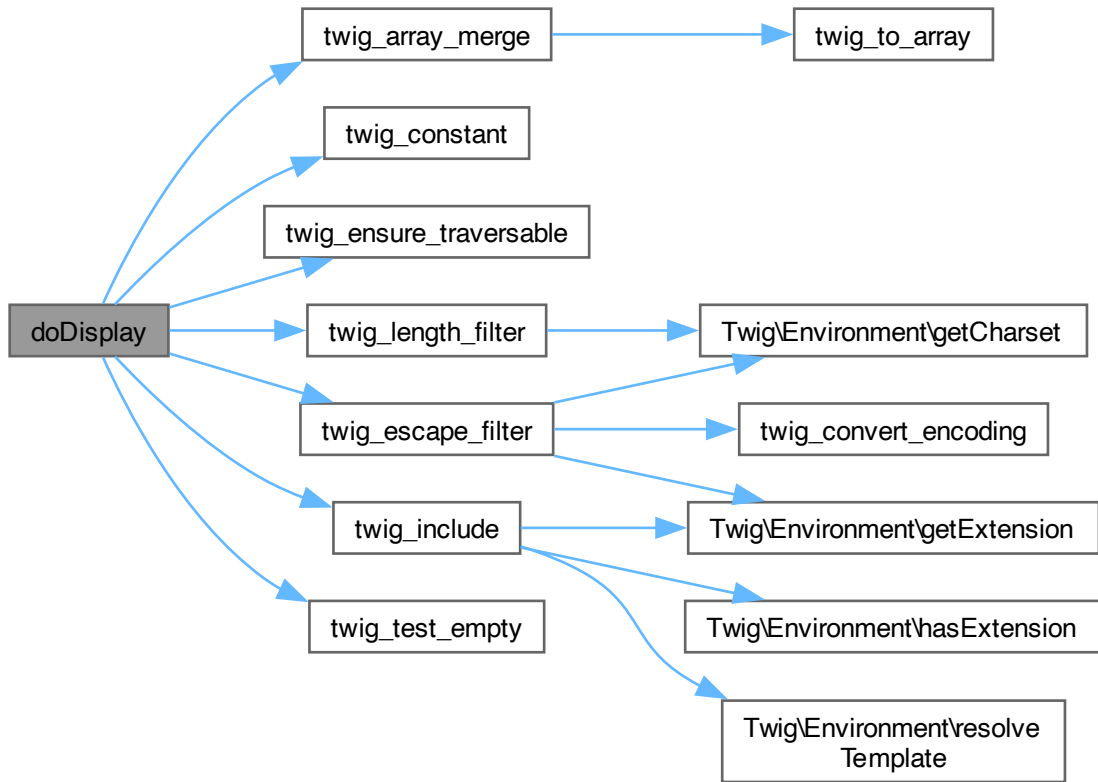 twig_array_merge
twig_to_array
twig_constant
twig_ensure_traversable
doDisplay
twig_length_filter
Twig\Environment\getCharset
twig_escape_filter
twig_convert_encoding
twig_include
Twig\Environment\getExtension
twig_test_empty
Twig\Environment\hasExtension
Twig\Environment\resolve
Template